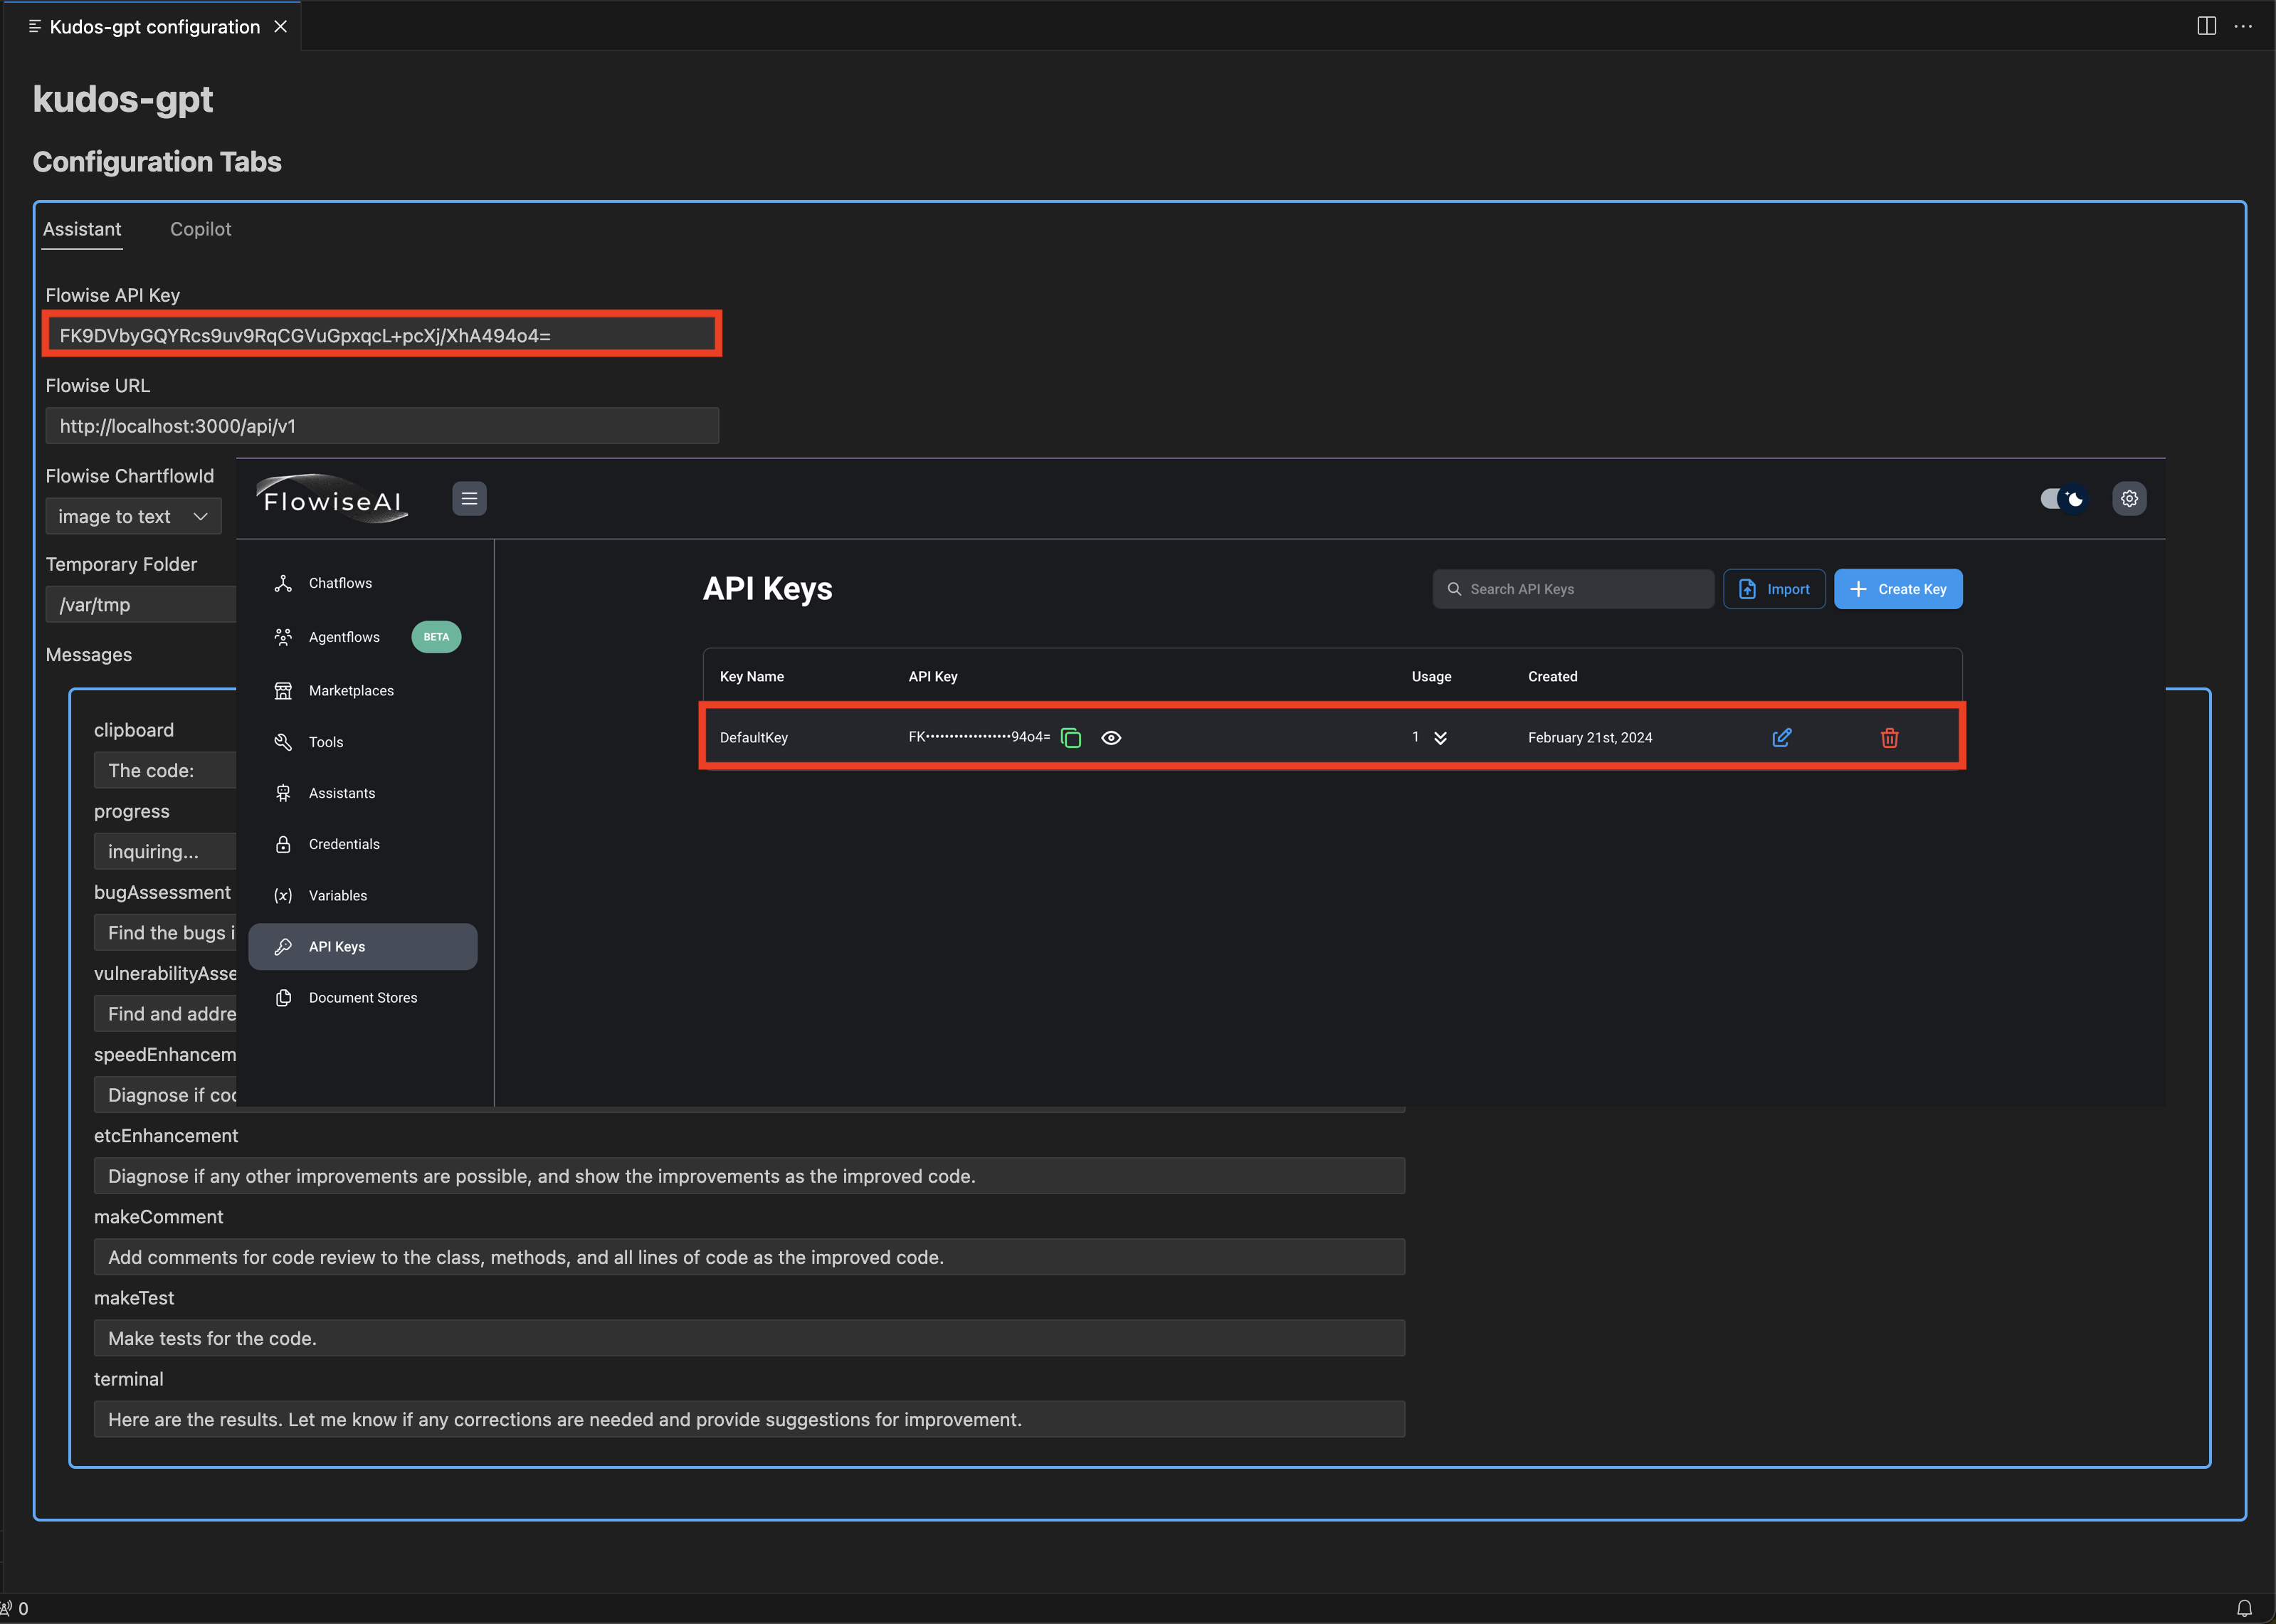 Kudos-gpt configuration
kudos-gpt
Configuration Tabs
Assistant Copilot
Flowise API Key
FK9DVbyGQYRcs9uv9RqCGVuGpxqcL+pcXj/XhA494o4=
Flowise URL
http://localhost:3000/api/v1
Flowise ChartflowId
image to text
Temporary Folder
/var/tmp
Messages
clipboard
The code:
progress
inquiring...
bugAssessment
Find the bugs i
vulnerabilityAsse
Find and addre
speedEnhancem
Diagnose if coc
etcEnhancement
Diagnose if any other improvements are possible, and show the improvements as the improved code.
makeComment
Add comments for code review to the class, methods, and all lines of code as the improved code.
makeTest
Make tests for the code.
terminal
Here are the results. Let me know if any corrections are needed and provide suggestions for improvement.
FlowiseAI
Chatflows
Agentflows BETA
Marketplaces
Tools
Assistants
Credentials
Variables
API Keys
Document Stores
API Keys
Search API Keys
Import
Create Key
Key Name API Key Usage Created
DefaultKey FK••••••••••••••••••94o4= 1 February 21st, 2024
0